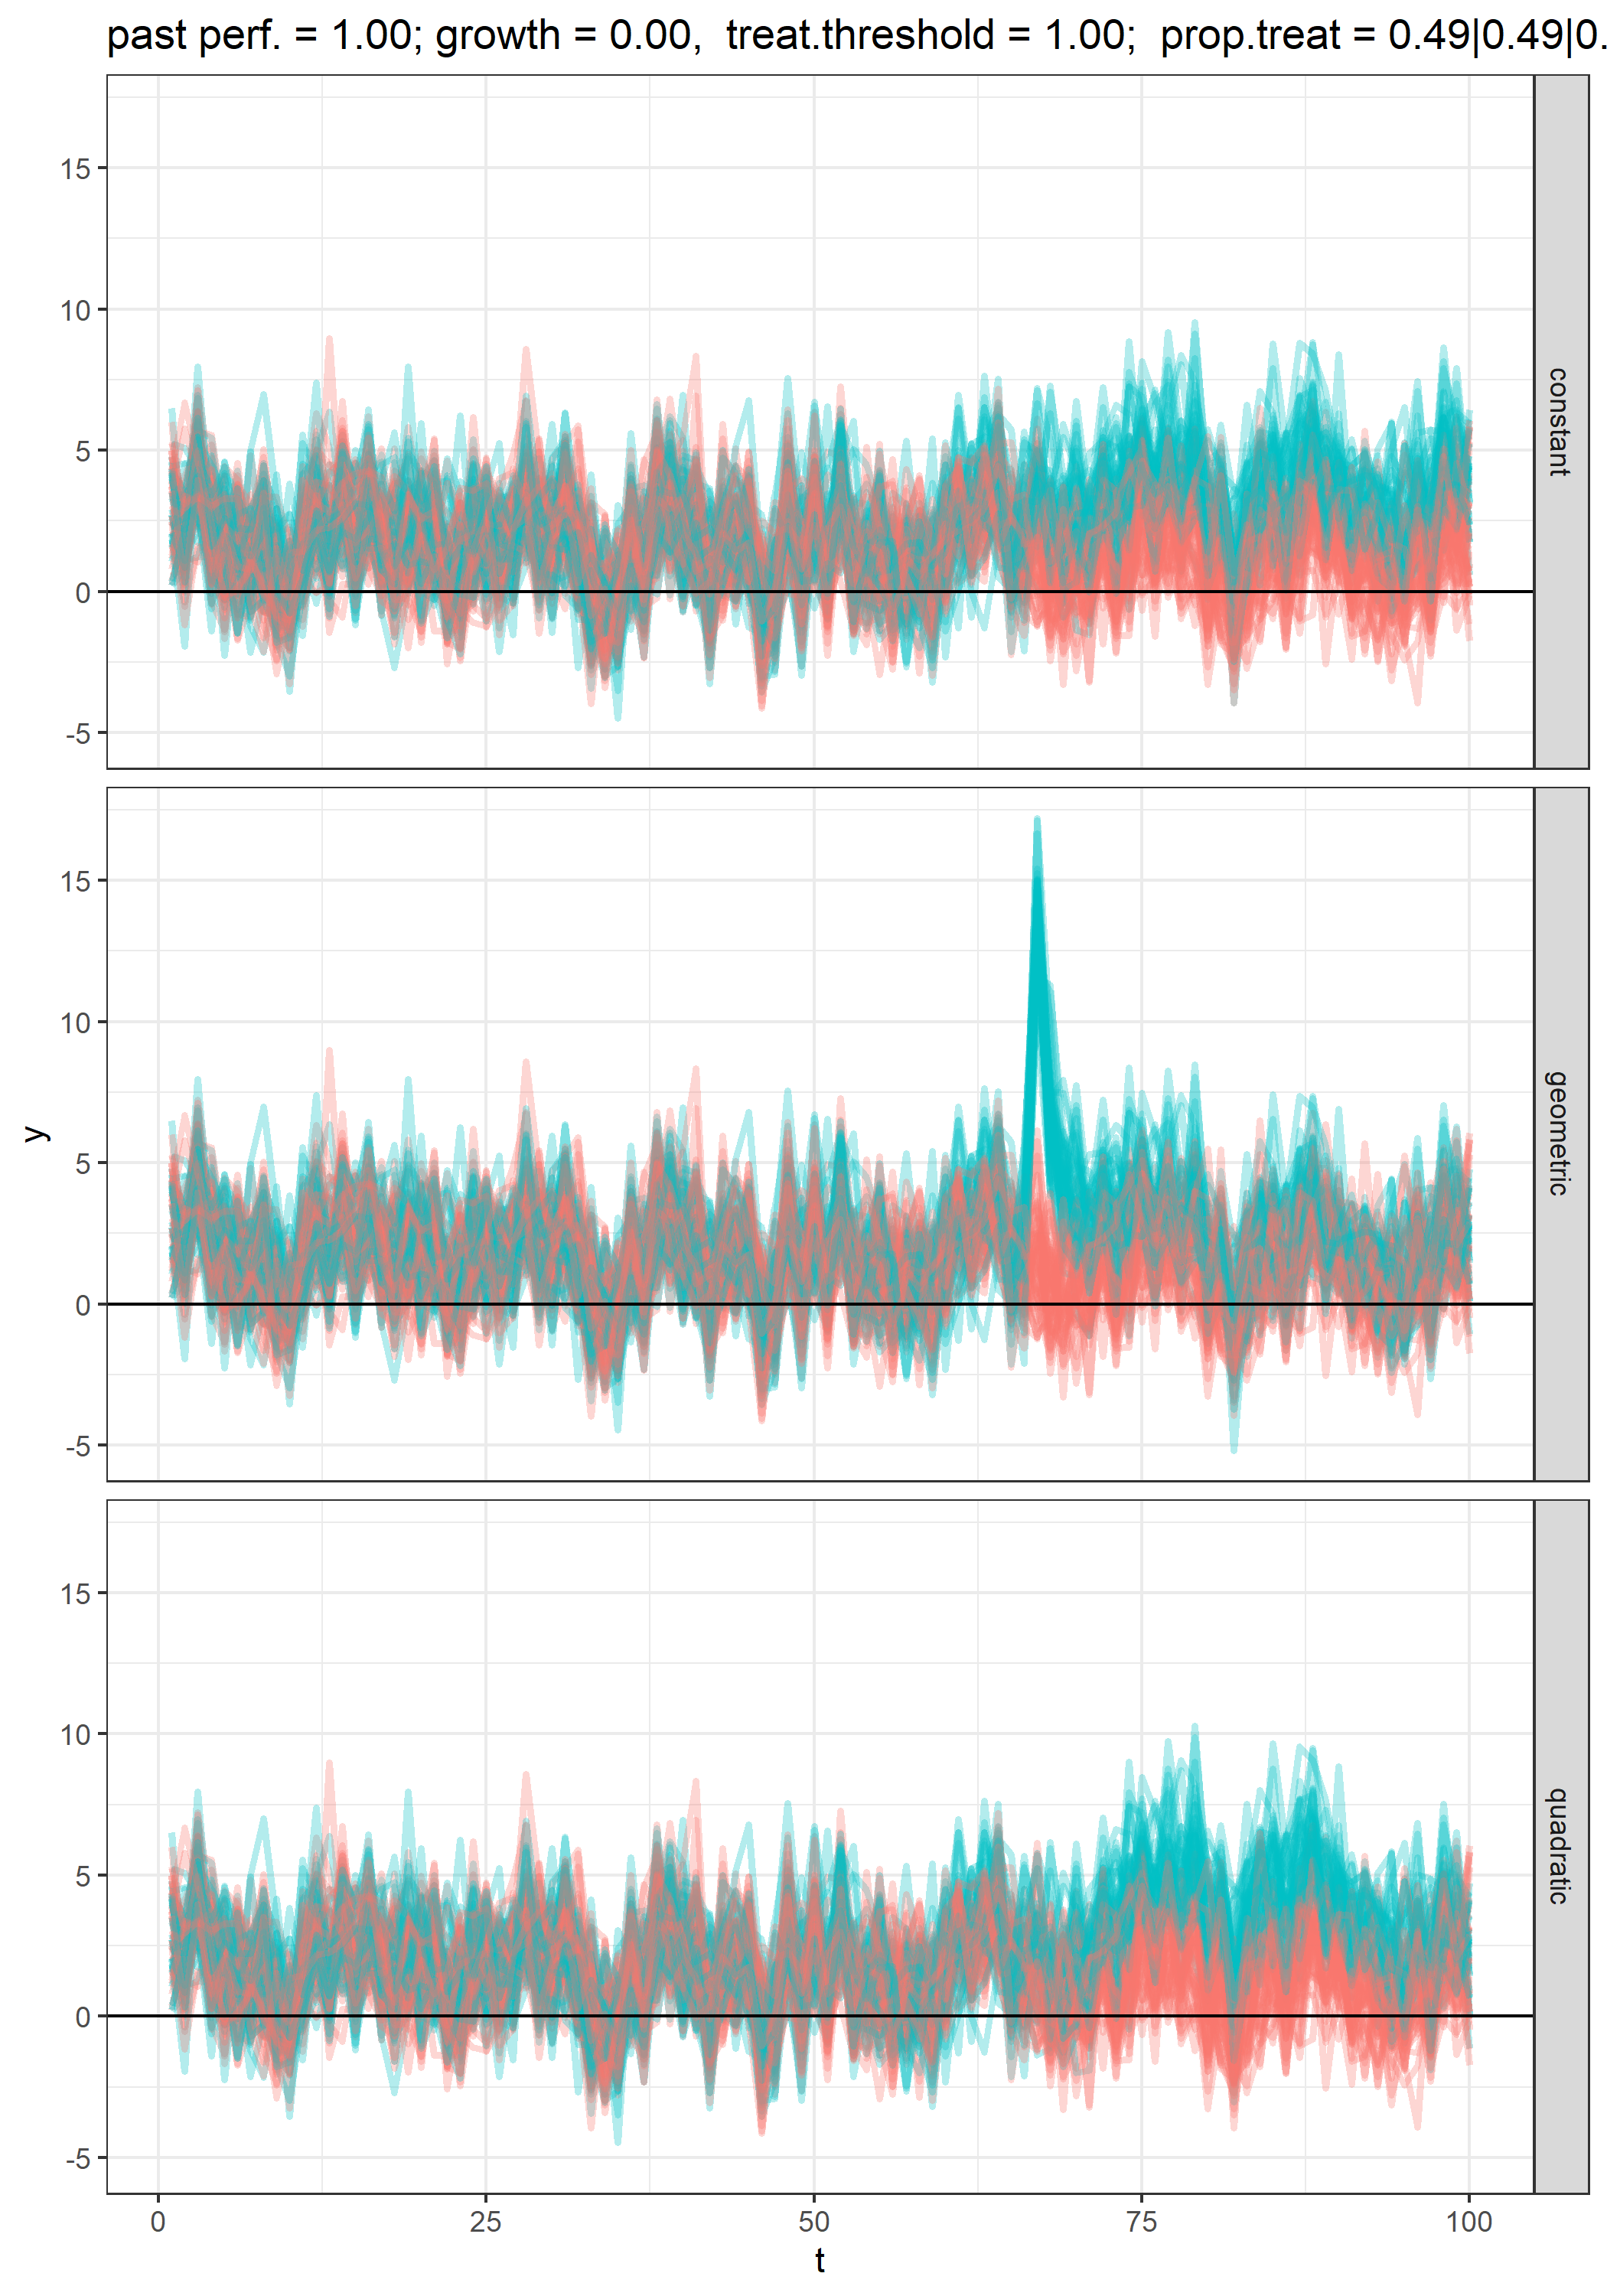 past perf. = 1.00; growth = 0.00,  treat.threshold = 1.00;  prop.treat = 0.49|0.49|0.
15
10
5
0
-5
constant
15
10
5
0
-5
geometric
y
15
10
5
0
-5
quadratic
0 25 50 75 100
t